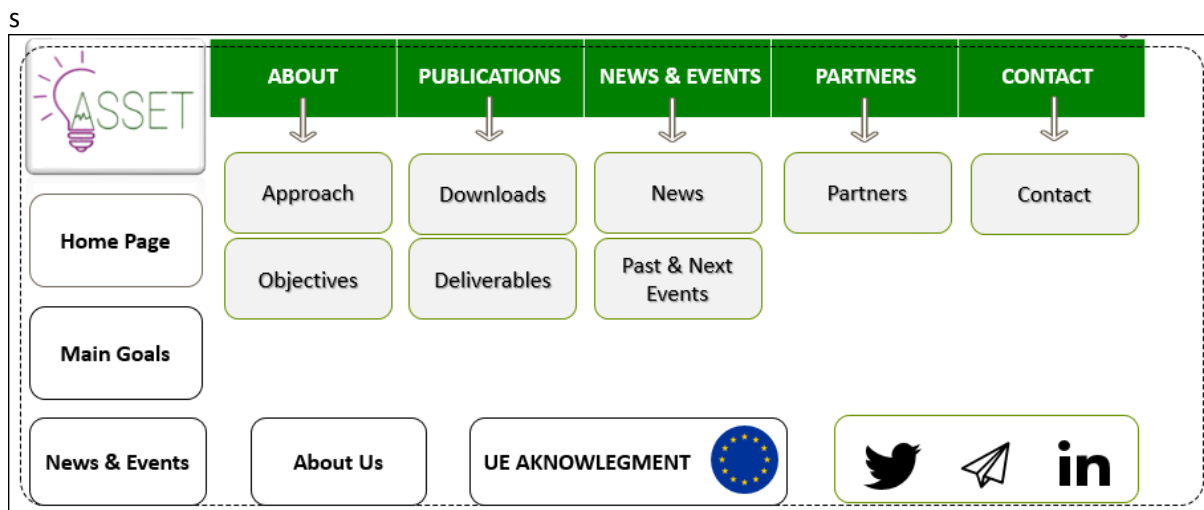 s
ASSET
ABOUT PUBLICATIONS NEWS & EVENTS PARTNERS CONTACT
Approach Downloads News Partners Contact
Home Page
Objectives Deliverables Past & Next
Events
Main Goals
News & Events About Us UE AKNOWLEGMENT in